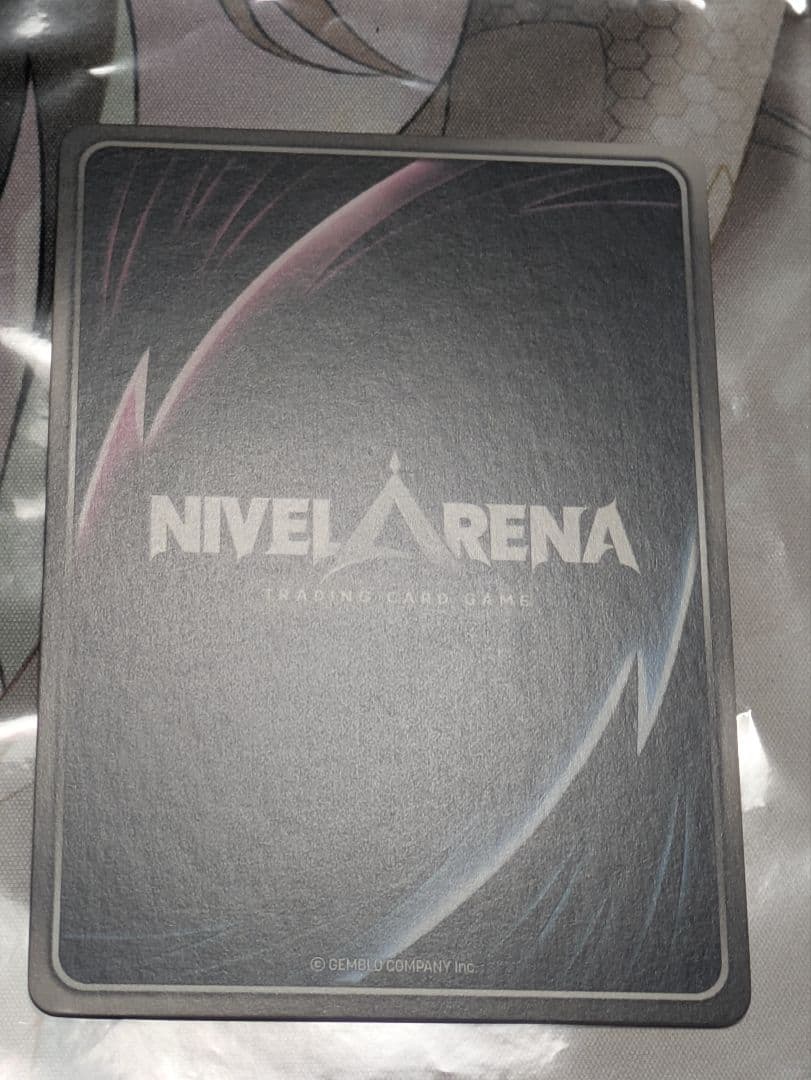 NIVEL ARENA
TRADING CARD GAME
© GEMBLO COMPANY Inc.